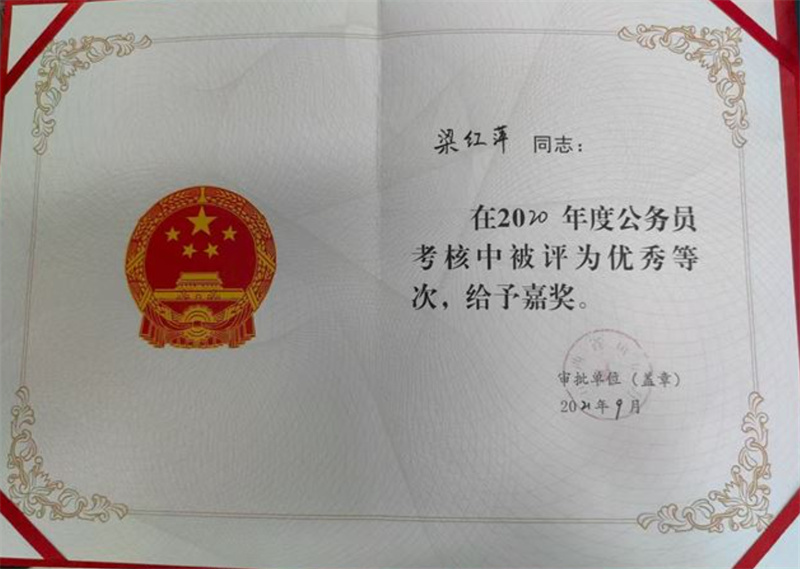 梁红萍 同志：
在2020年度公务员
考核中被评为优秀等
次，给予嘉奖。
审批单位（盖章）
2021年9月